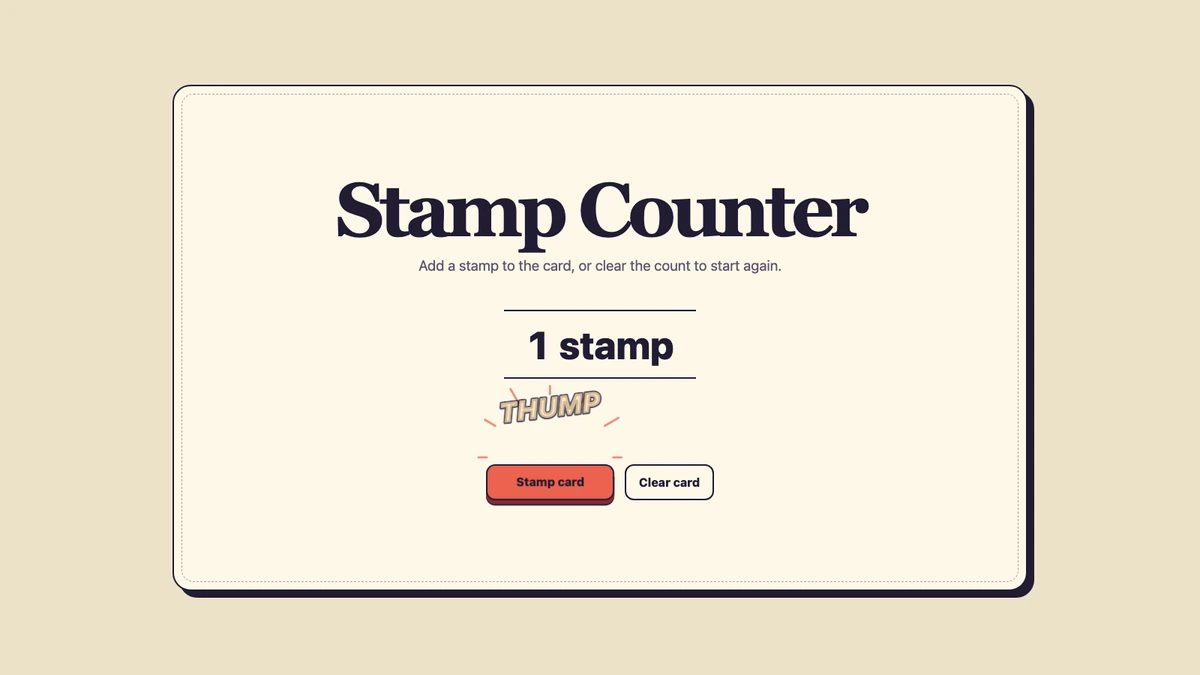 Stamp Counter
Add a stamp to the card, or clear the count to start again.
1 stamp
THUMP
Stamp card
Clear card